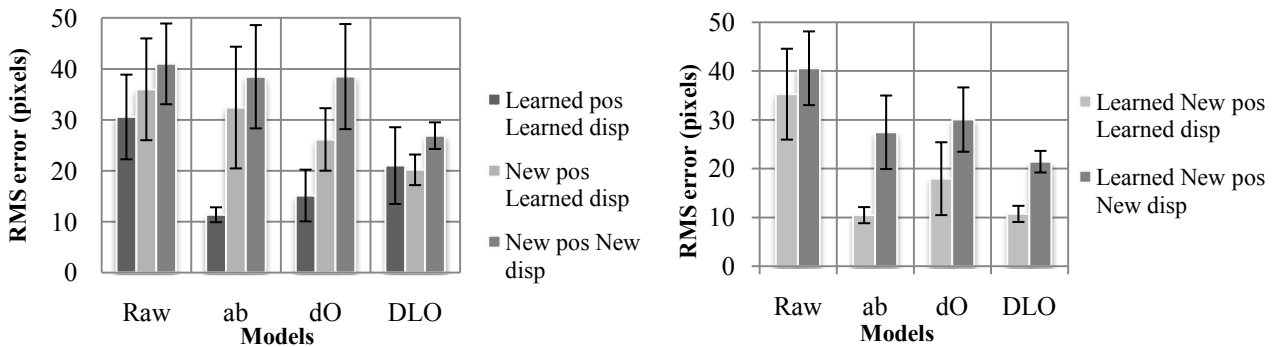 RMS error (pixels)
50
40
30
20
10
0
Raw
ab
dO
DLO
Models
Learned pos
Learned disp
New pos
Learned disp
New pos New
disp
RMS error (pixels)
50
40
30
20
10
0
Raw
ab
dO
DLO
Models
Learned New pos
Learned disp
Learned New pos
New disp